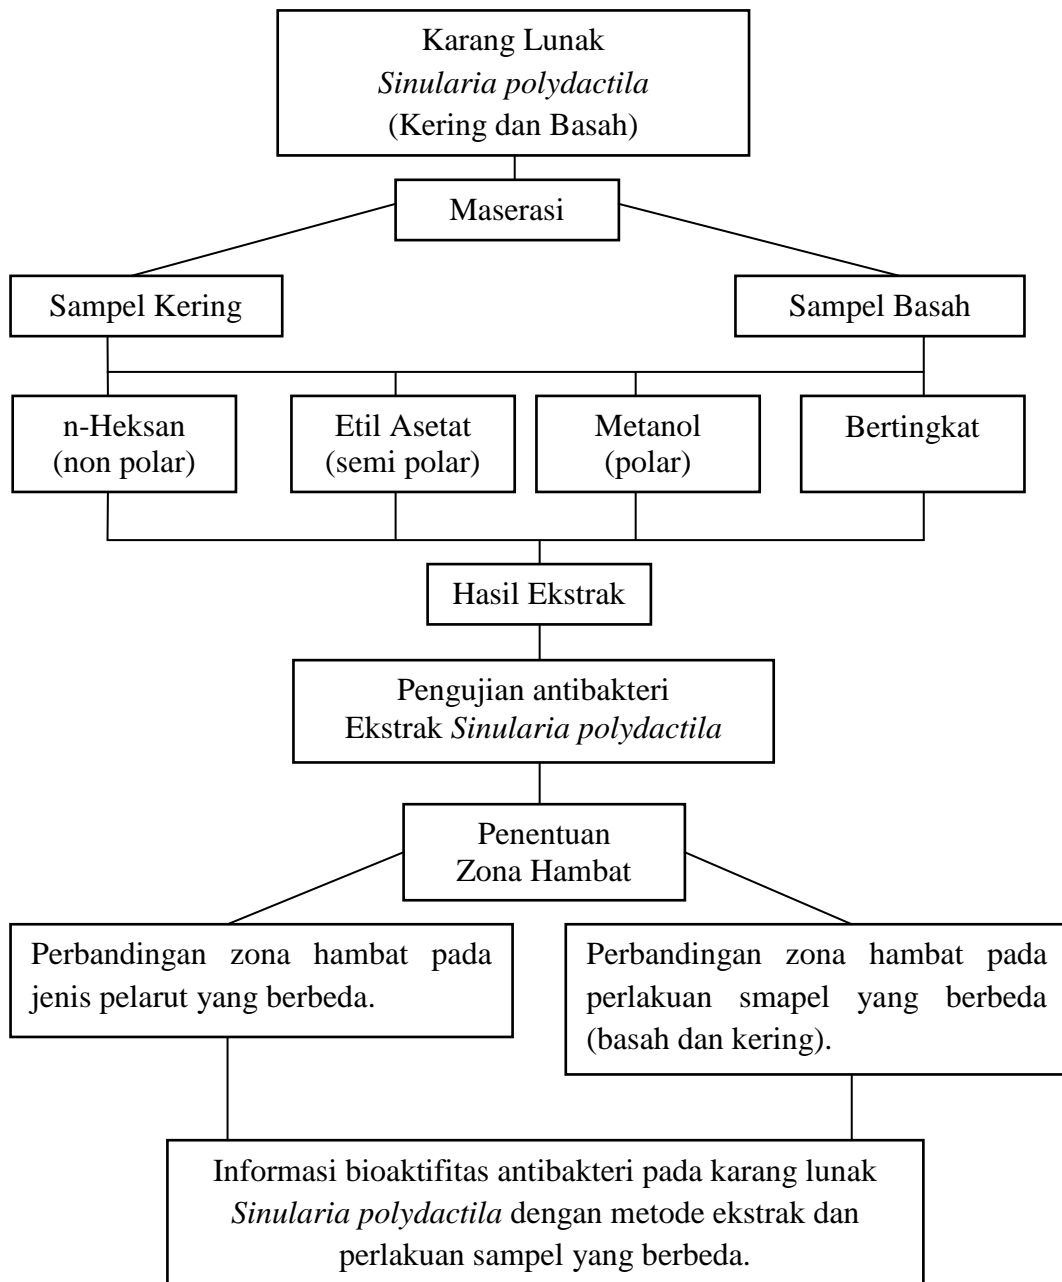 Karang Lunak
Sinularia polydactila
(Kering dan Basah)
Maserasi
Sampel Kering
Sampel Basah
n-Heksan
(non polar)
Etil Asetat
(semi polar)
Metanol
(polar)
Bertingkat
Hasil Ekstrak
Pengujian antibakteri
Ekstrak Sinularia polydactila
Penentuan
Zona Hambat
Perbandingan zona hambat pada
jenis pelarut yang berbeda.
Perbandingan zona hambat pada
perlakuan smapel yang berbeda
(basah dan kering).
Informasi bioaktifitas antibakteri pada karang lunak
Sinularia polydactila dengan metode ekstrak dan
perlakuan sampel yang berbeda.